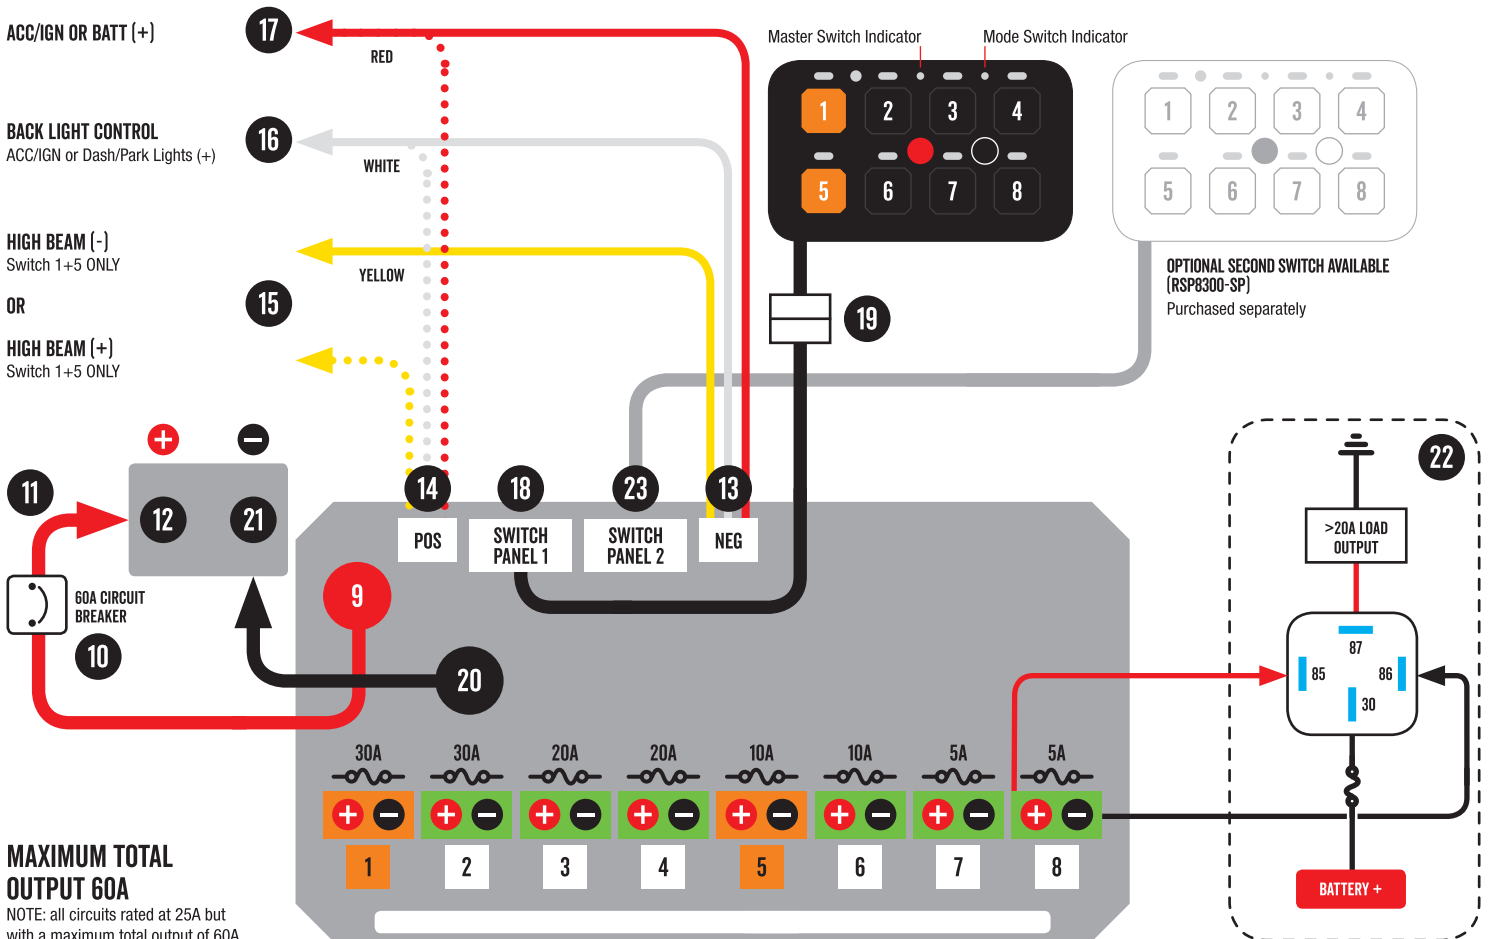 ACC/IGN OR BATT (+)
17
RED
Master Switch Indicator
Mode Switch Indicator
1
2
3
4
5
6
7
8
1
2
3
4
5
6
7
8
BACK LIGHT CONTROL
ACC/IGN or Dash/Park Lights (+)
16
WHITE
HIGH BEAM (-)
Switch 1+5 ONLY
YELLOW
OR
15
HIGH BEAM (+)
Switch 1+5 ONLY
19
OPTIONAL SECOND SWITCH AVAILABLE
(RSP8300-SP)
Purchased separately
+
−
11
12
21
60A CIRCUIT
BREAKER
10
14
18
23
13
POS
SWITCH
PANEL 1
SWITCH
PANEL 2
NEG
9
20
22
>20A LOAD
OUTPUT
87
85
86
30
BATTERY +
30A
30A
20A
20A
10A
10A
5A
5A
+ −
+ −
+ −
+ −
+ −
+ −
+ −
+ −
1
2
3
4
5
6
7
8
MAXIMUM TOTAL
OUTPUT 60A
NOTE: all circuits rated at 25A but
with a maximum total output of 60A